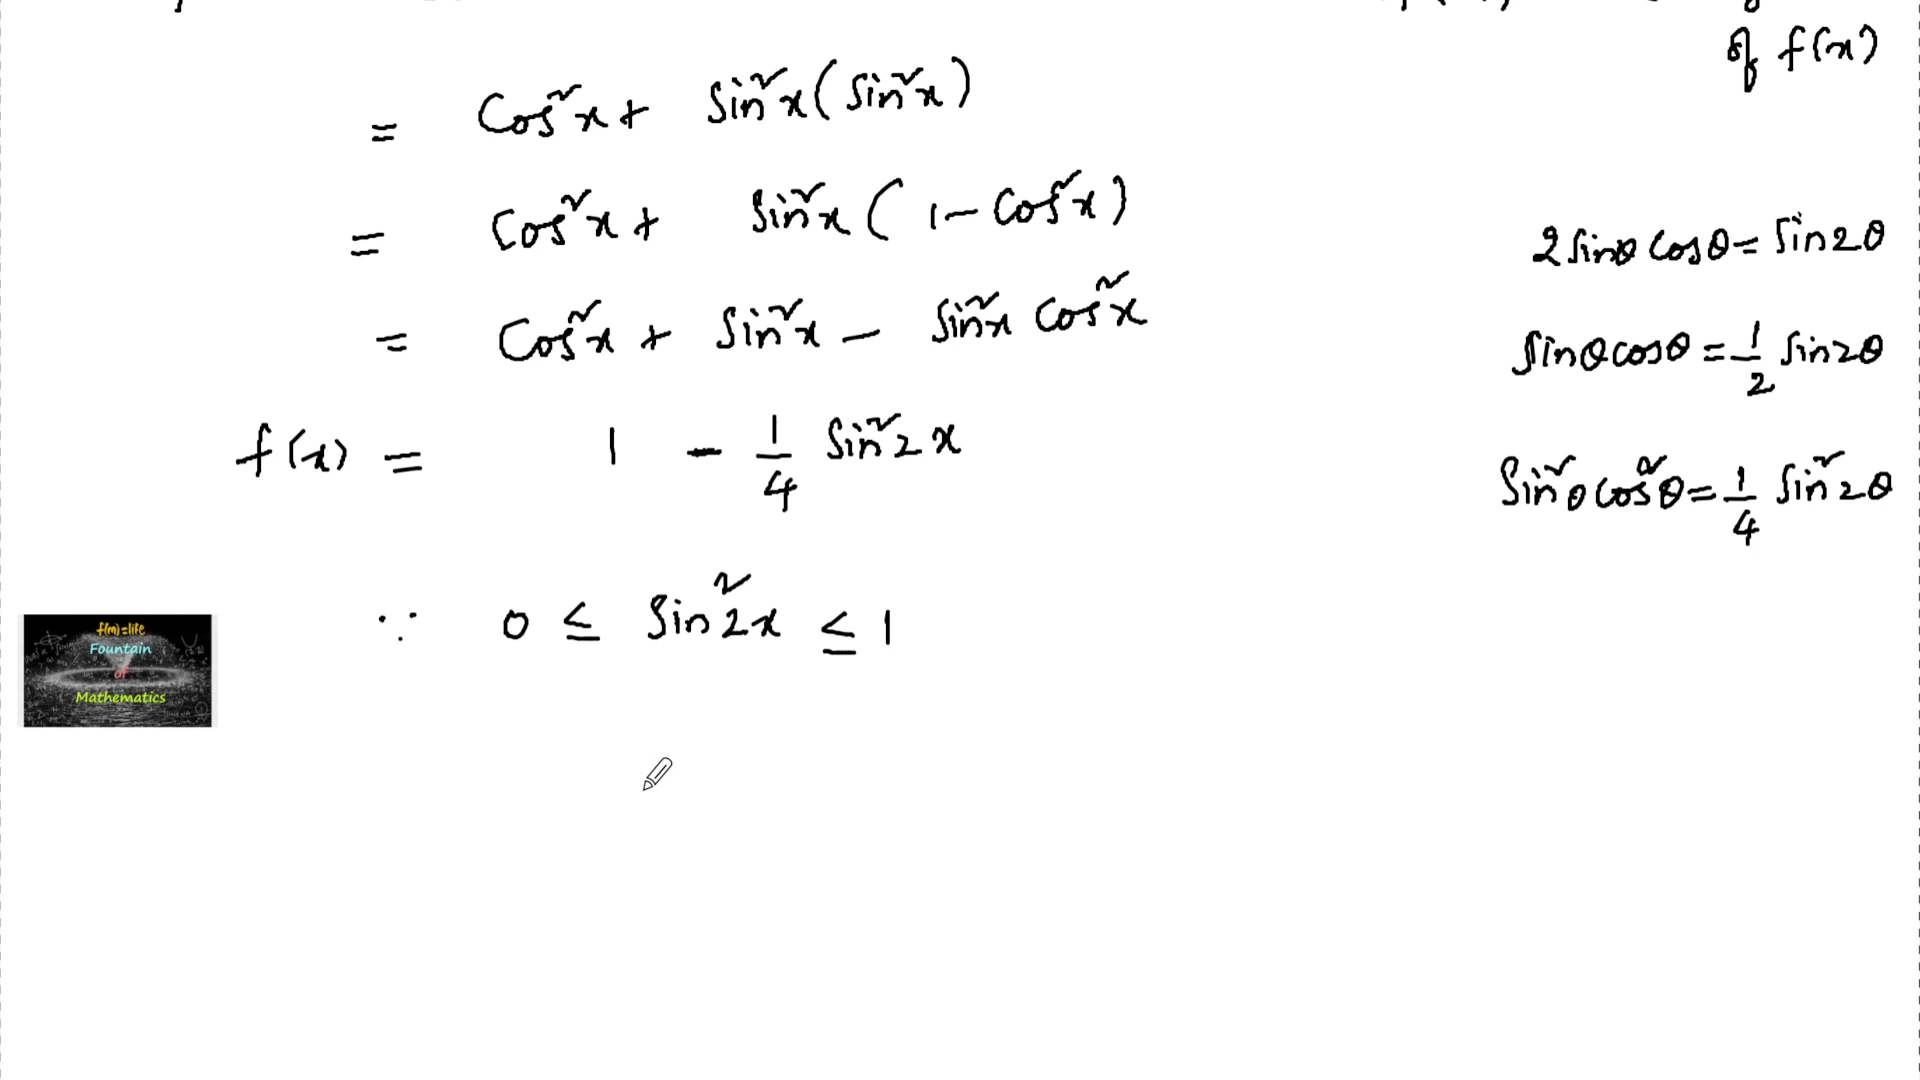 of f(x)
= Cos²x + Sin²x (Sin²x)
= Cos²x + Sin²x ( 1 - Cos²x )
= Cos²x + Sin²x - Sin²x Cos²x
f(x) = 1 - 1/4 Sin²2x
∵ 0 ≤ Sin²2x ≤ 1
2 Sinθ Cosθ = Sin2θ
Sinθ cosθ = 1/2 Sin2θ
Sin²θ cos²θ = 1/4 Sin²2θ
f(m)=life
Fountain
of
Mathematics